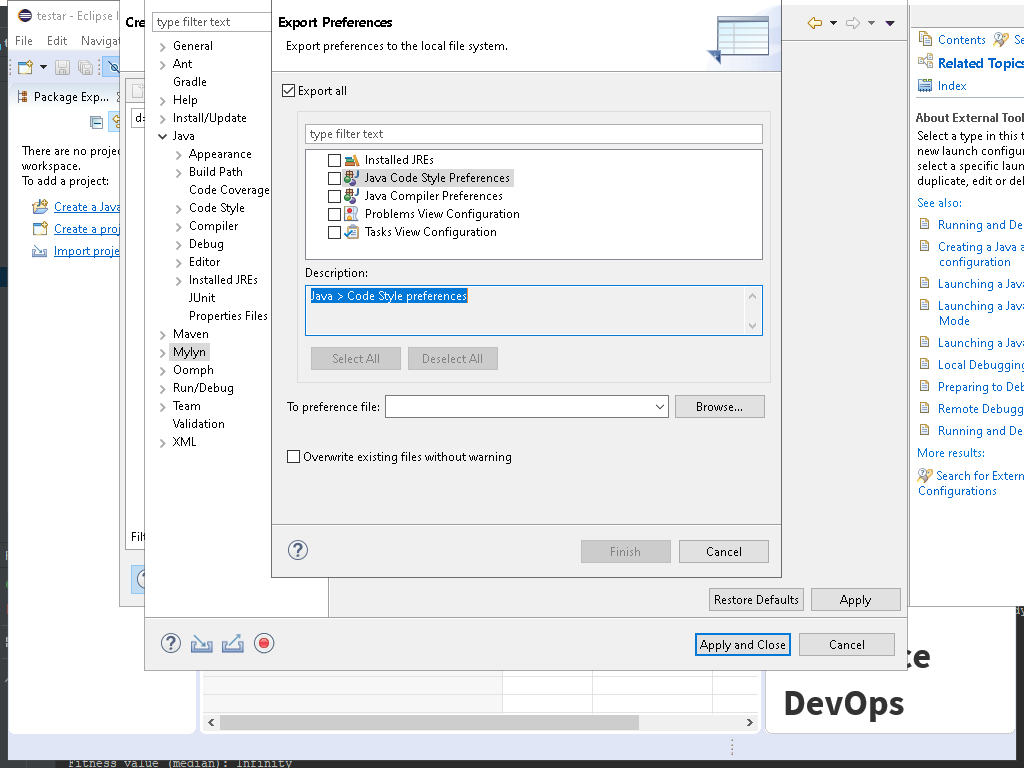 testar - Eclipse
File Edit Navigat
Package Exp...
There are no proje
workspace.
To add a project:
Create a Java
Create a proj
Import proje
Cre
type filter text
General
Ant
Gradle
Help
Install/Update
Java
Appearance
Build Path
Code Coverage
Code Style
Compiler
Debug
Editor
Installed JREs
JUnit
Properties Files
Maven
Mylyn
Oomph
Run/Debug
Team
Validation
XML
Filt
Export Preferences
Export preferences to the local file system.
Export all
type filter text
Installed JREs
Java Code Style Preferences
Java Compiler Preferences
Problems View Configuration
Tasks View Configuration
Description:
Java > Code Style preferences
Select All Deselect All
To preference file: Browse...
Overwrite existing files without warning
Finish Cancel
Restore Defaults Apply
Apply and Close Cancel
Contents Se
Related Topics
Index
About External Tool
Select a type in this t
new launch configur
select a specific laun
duplicate, edit or del
See also:
Running and De
Creating a Java a
configuration
Launching a Java
Launching a Java
Mode
Launching a Java
Local Debugging
Preparing to Deb
Remote Debugg
Running and De
More results:
Search for Extern
Configurations
ce
DevOps
Fitness value (median): Infinity